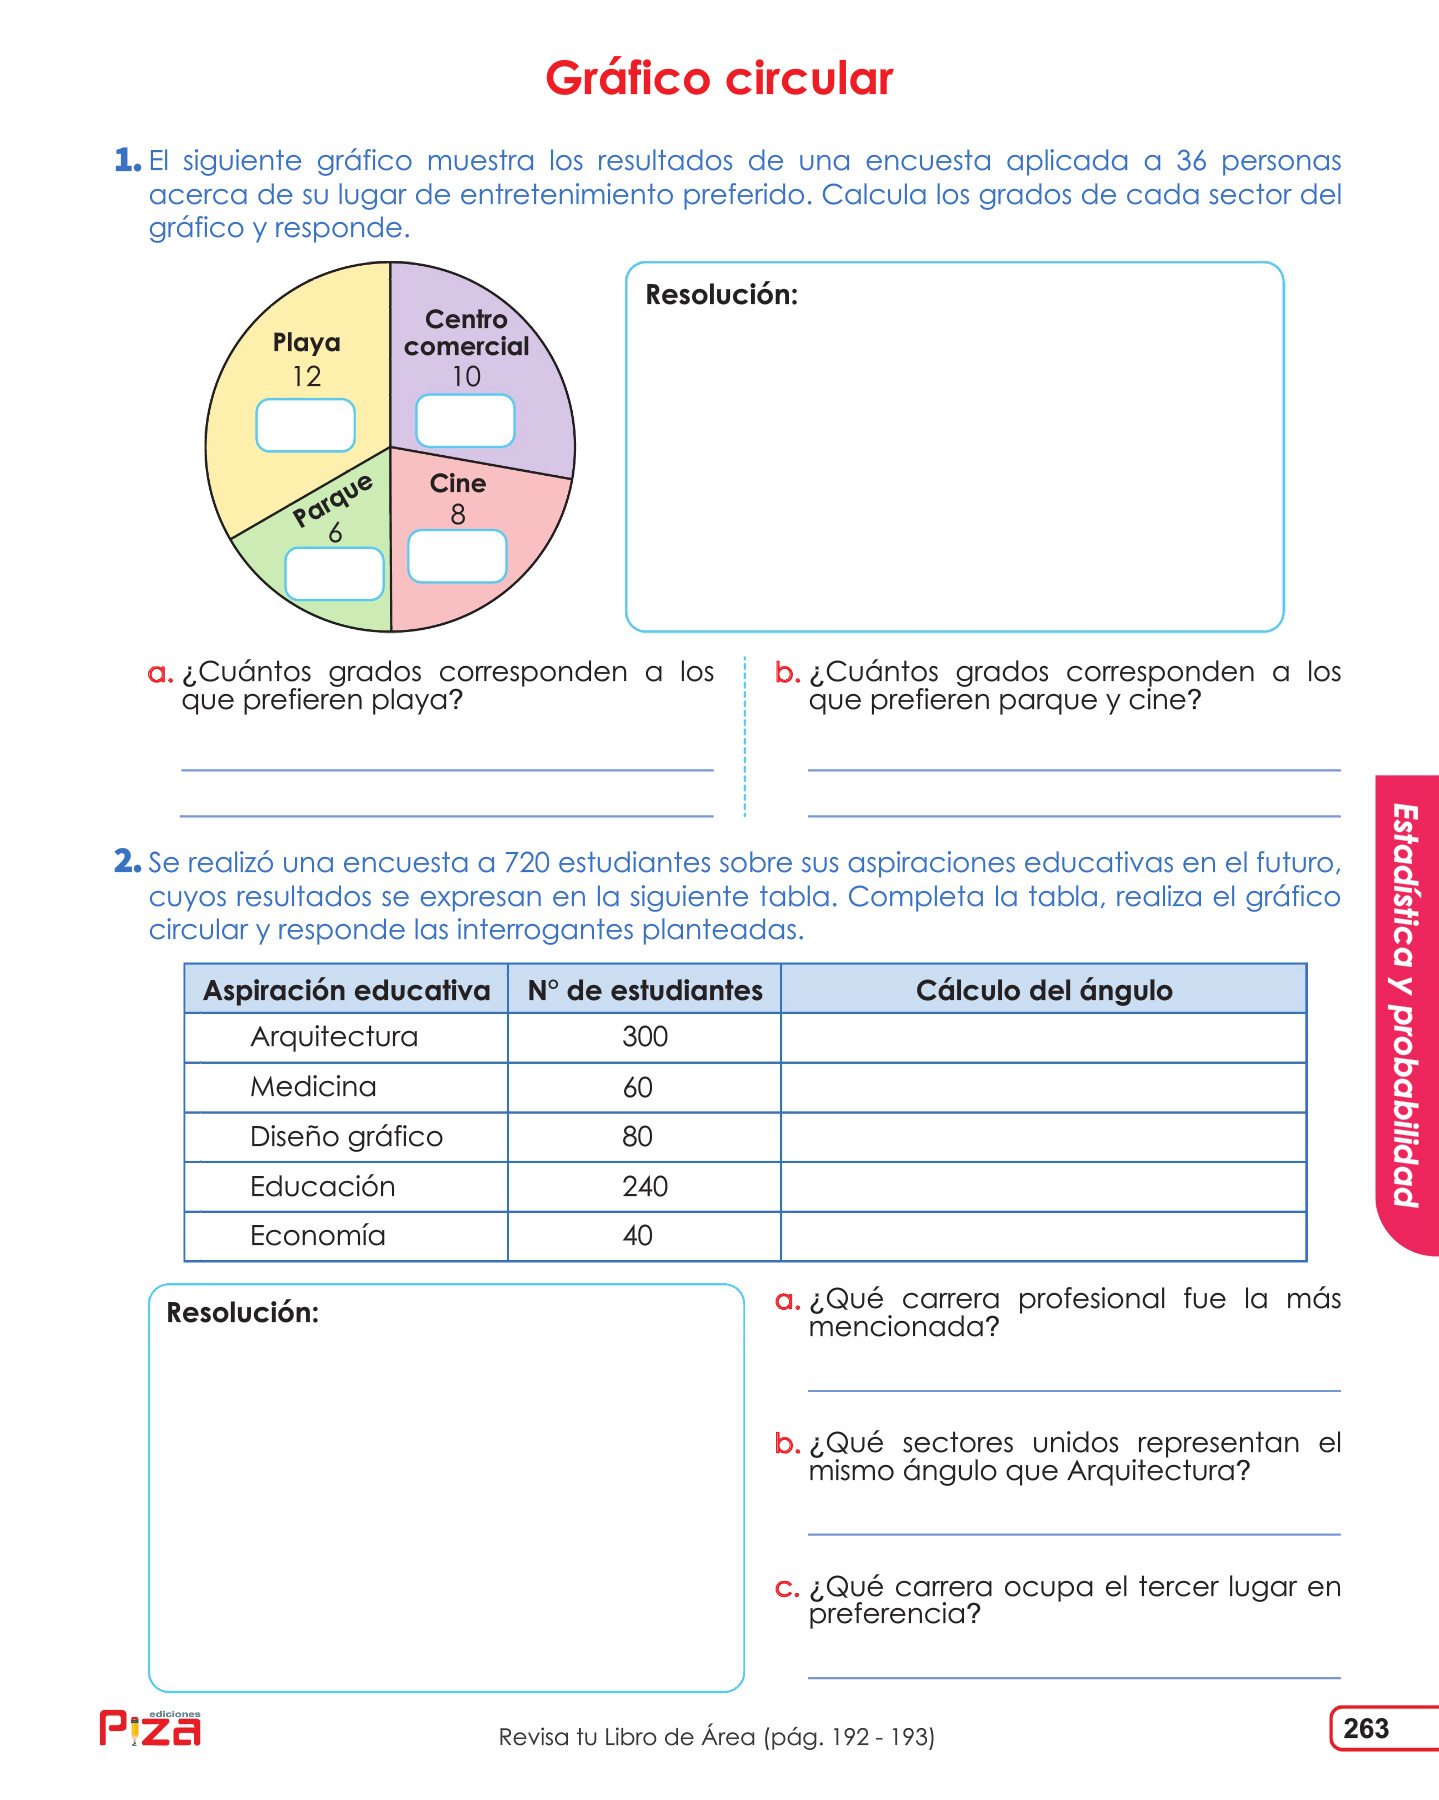 Gráfico circular
1. El siguiente gráfico muestra los resultados de una encuesta aplicada a 36 personas
acerca de su lugar de entretenimiento preferido. Calcula los grados de cada sector del
gráfico y responde.
Playa
12
Centro
comercial
10
Parque
6
Cine
8
Resolución:
a. ¿Cuántos grados corresponden a los
que prefieren playa?
b. ¿Cuántos grados corresponden a los
que prefieren parque y cine?
2. Se realizó una encuesta a 720 estudiantes sobre sus aspiraciones educativas en el futuro,
cuyos resultados se expresan en la siguiente tabla. Completa la tabla, realiza el gráfico
circular y responde las interrogantes planteadas.
Aspiración educativa N° de estudiantes Cálculo del ángulo
Arquitectura 300
Medicina 60
Diseño gráfico 80
Educación 240
Economía 40
Resolución:
a. ¿Qué carrera profesional fue la más
mencionada?
b. ¿Qué sectores unidos representan el
mismo ángulo que Arquitectura?
c. ¿Qué carrera ocupa el tercer lugar en
preferencia?
Estadística y probabilidad
ediciones
Piza
Revisa tu Libro de Área (pág. 192 - 193)
263